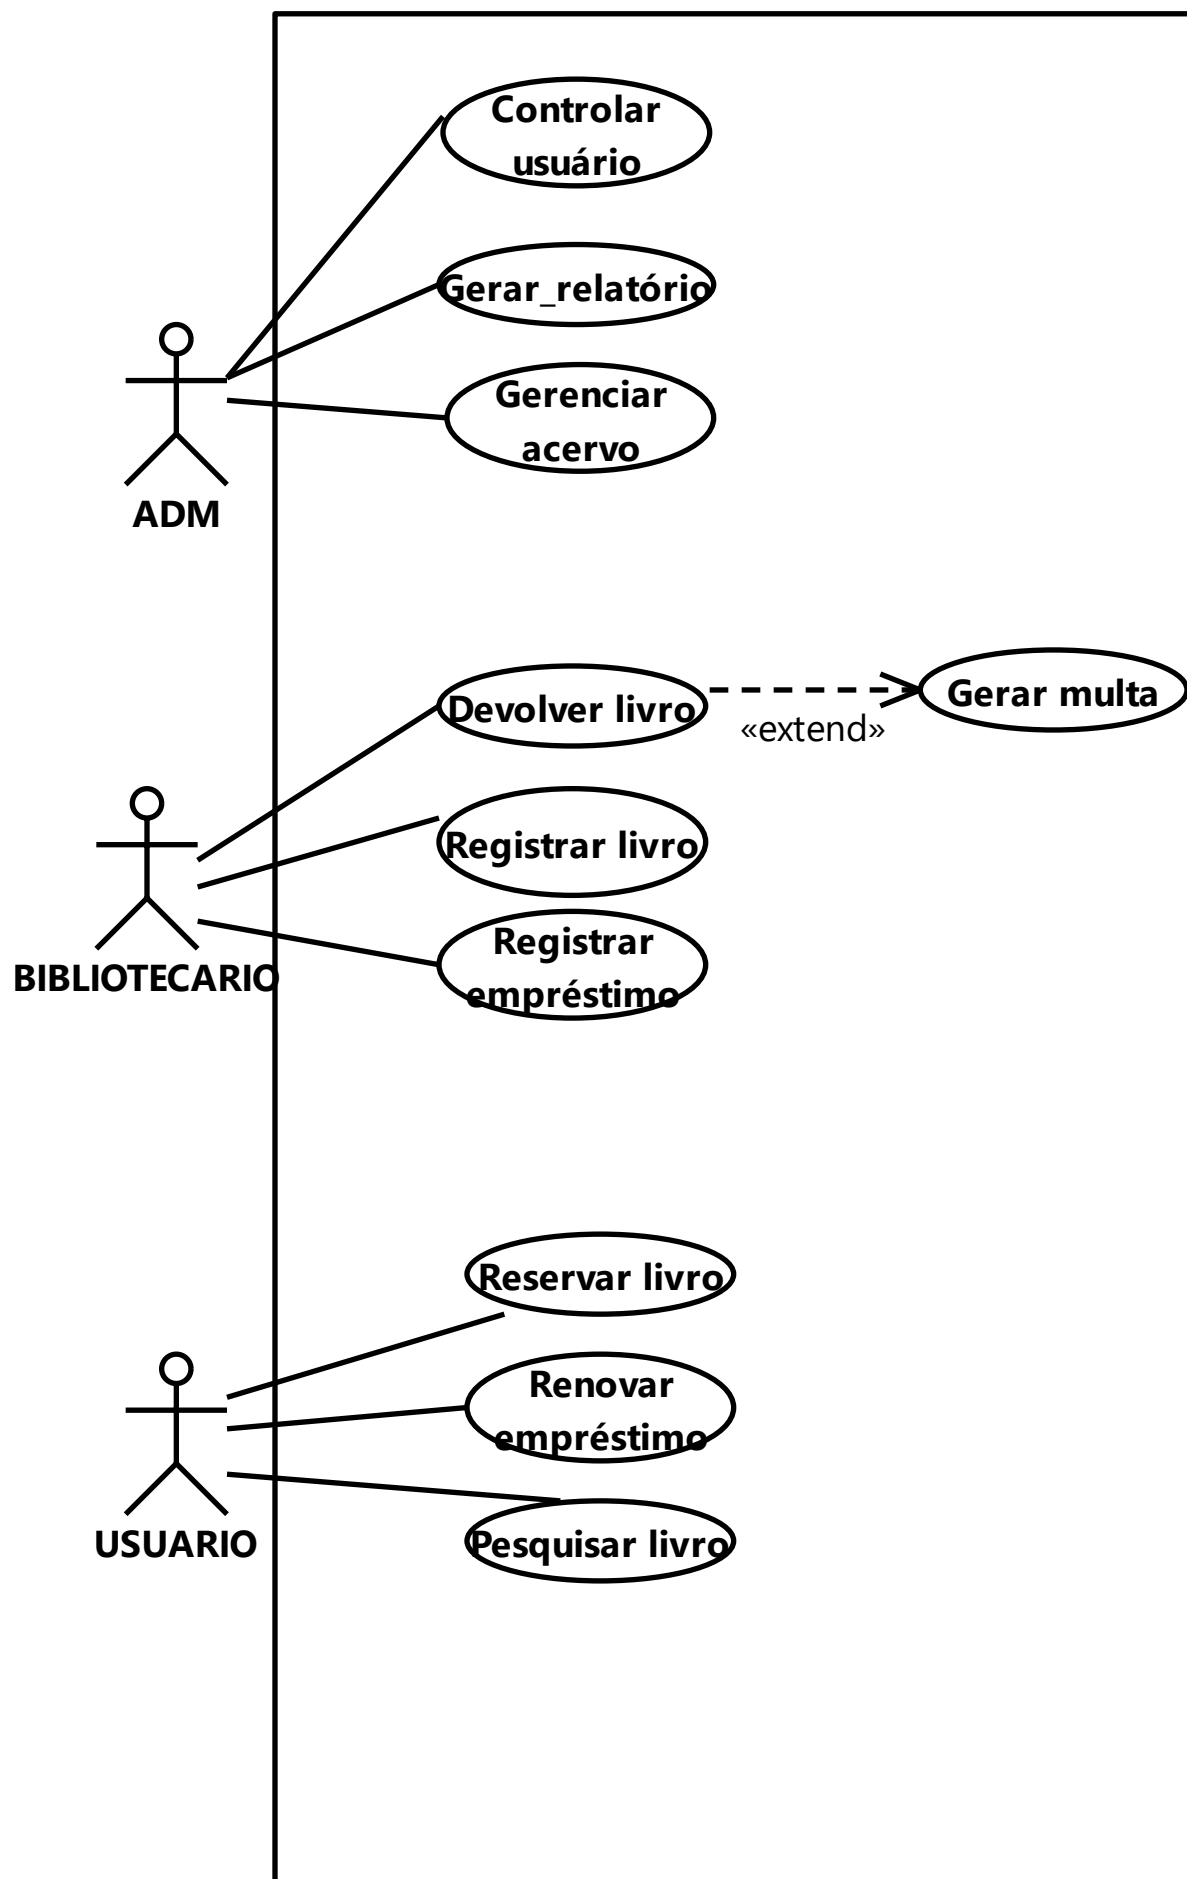 Controlar
usuário
Gerar_relatório
Gerenciar
acervo
ADM
Devolver livro
«extend»
Gerar multa
Registrar livro
Registrar
empréstimo
BIBLIOTECARIO
Reservar livro
Renovar
empréstimo
Pesquisar livro
USUARIO